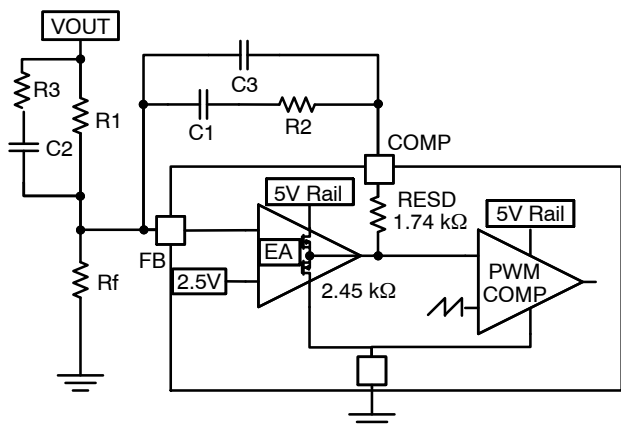 VOUT
R3
R1
C2
C3
C1
R2
COMP
5V Rail
RESD
1.74 kΩ
5V Rail
EA
FB
2.5V
2.45 kΩ
PWM
COMP
Rf